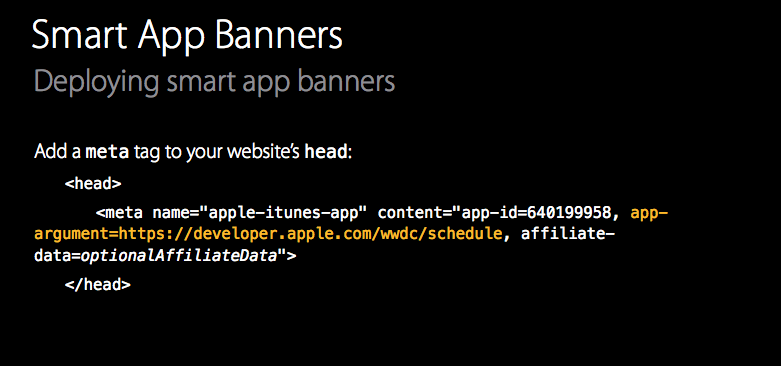 Smart App Banners
Deploying smart app banners
Add a meta tag to your website’s head:
<head>
<meta name="apple-itunes-app" content="app-id=640199958, app-
argument=https://developer.apple.com/wwdc/schedule, affiliate-
data=optionalAffiliateData">
</head>